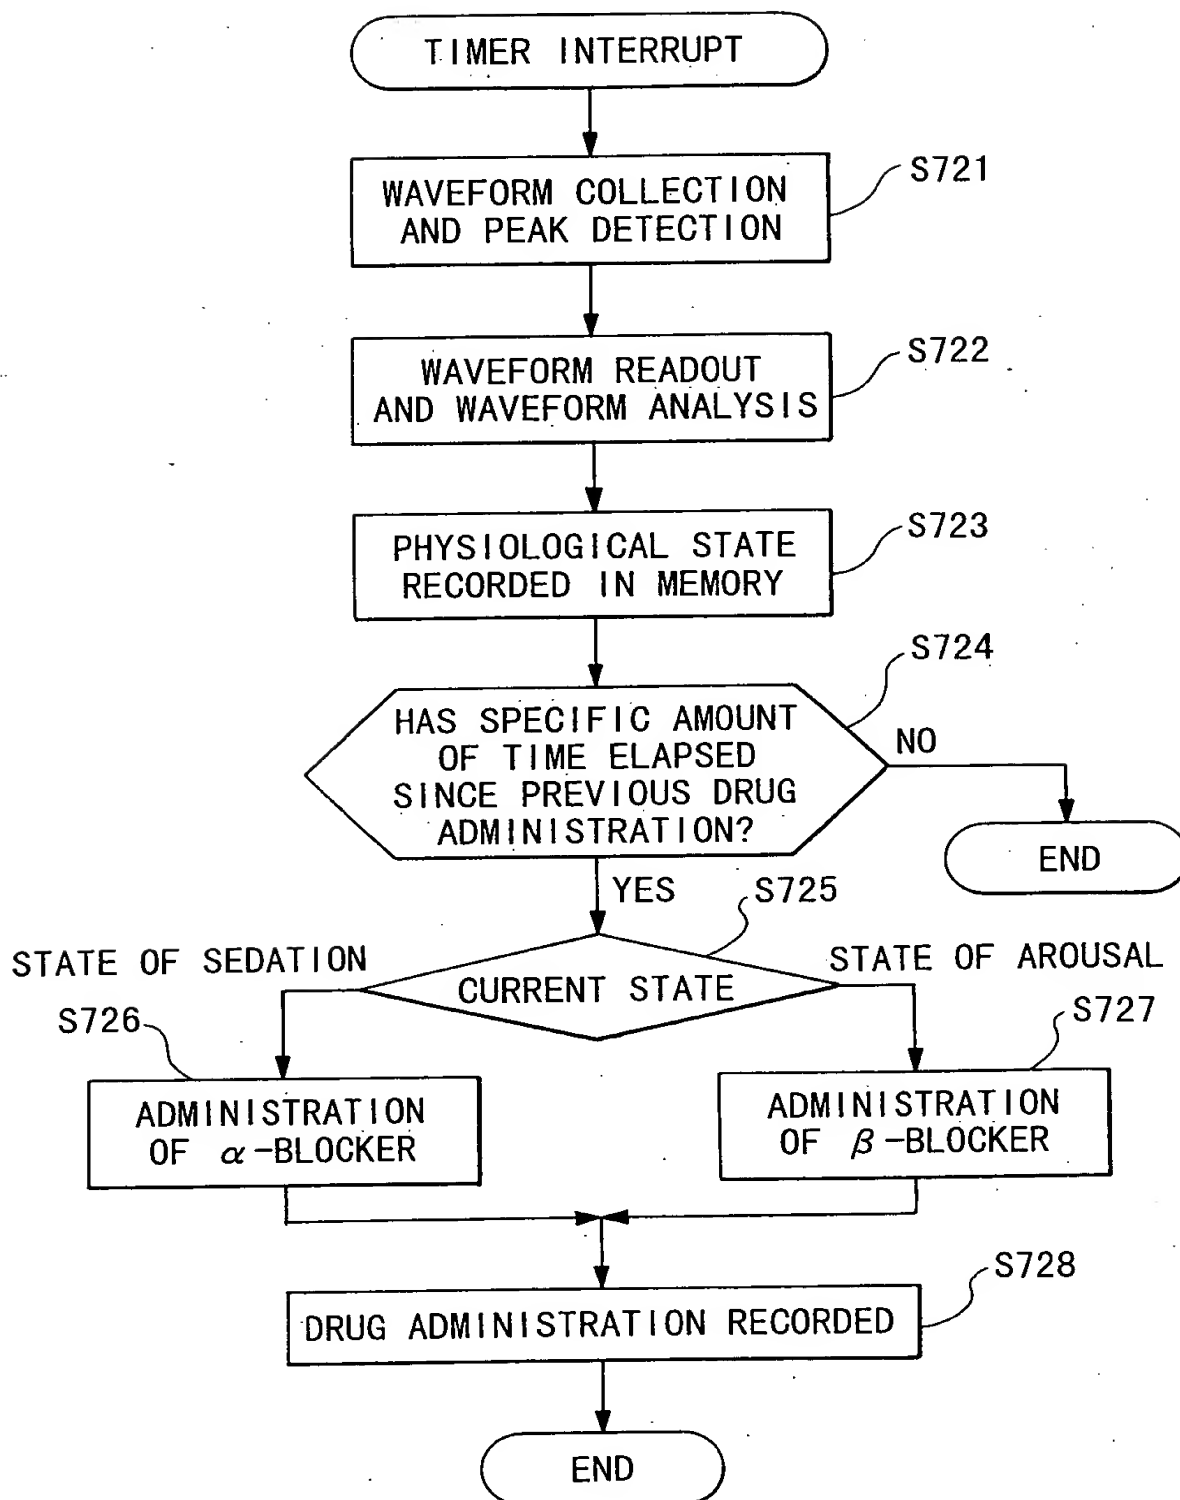 TIMER INTERRUPT
S721
WAVEFORM COLLECTION
AND PEAK DETECTION
S722
WAVEFORM READOUT
AND WAVEFORM ANALYSIS
S723
PHYSIOLOGICAL STATE
RECORDED IN MEMORY
S724
HAS SPECIFIC AMOUNT
OF TIME ELAPSED
SINCE PREVIOUS DRUG
ADMINISTRATION?
NO
END
YES
S725
STATE OF SEDATION
CURRENT STATE
STATE OF AROUSAL
S726
ADMINISTRATION
OF α-BLOCKER
S727
ADMINISTRATION
OF β-BLOCKER
S728
DRUG ADMINISTRATION RECORDED
END